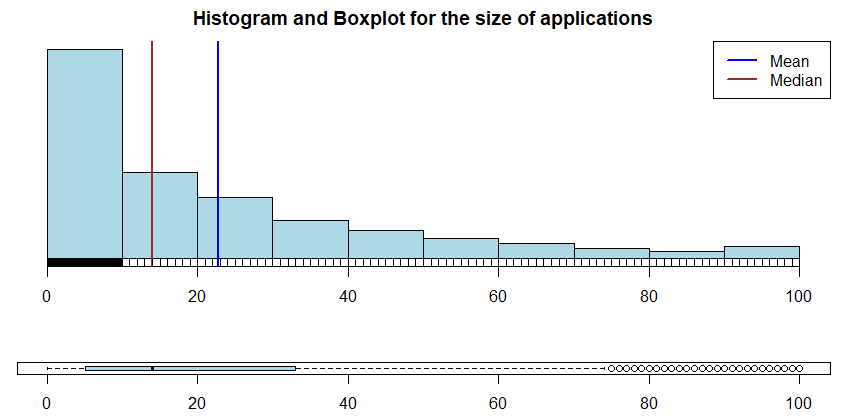 Histogram and Boxplot for the size of applications
Mean
Median
0 20 40 60 80 100
0 20 40 60 80 100